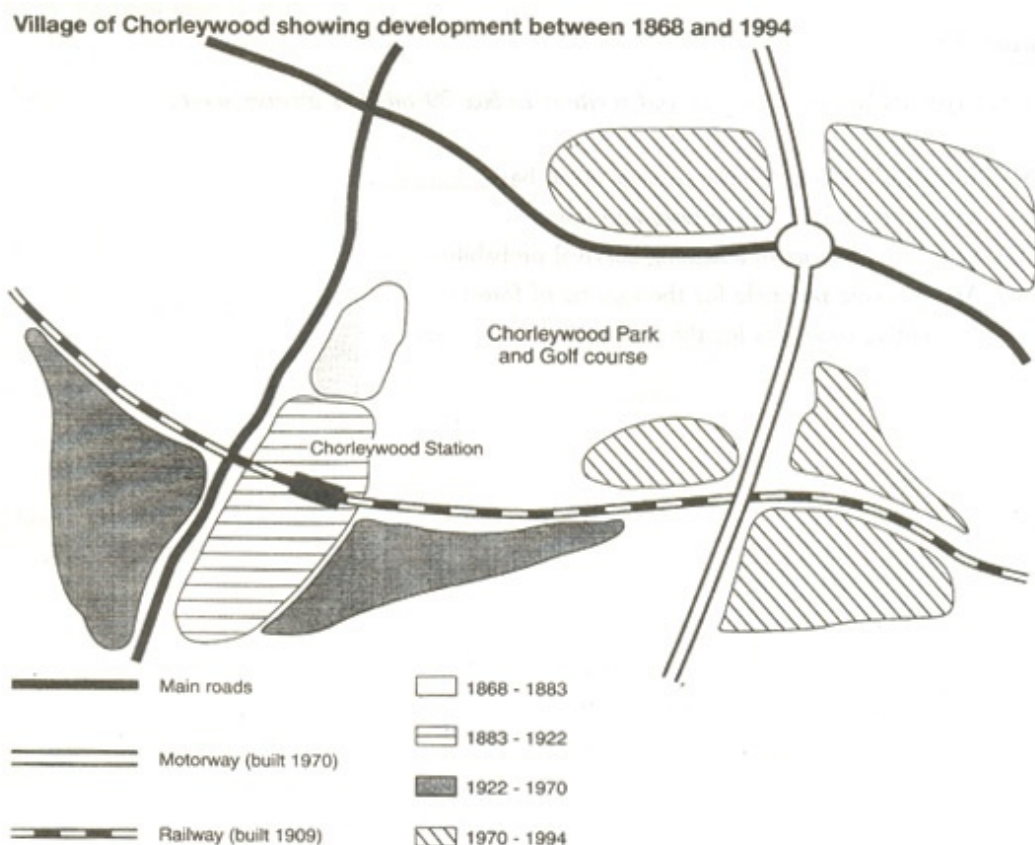 Village of Chorleywood showing development between 1868 and 1994
Chorleywood Park
and Golf course
Chorleywood Station
Main roads
Motorway (built 1970)
Railway (built 1909)
1868 - 1883
1883 - 1922
1922 - 1970
1970 - 1994